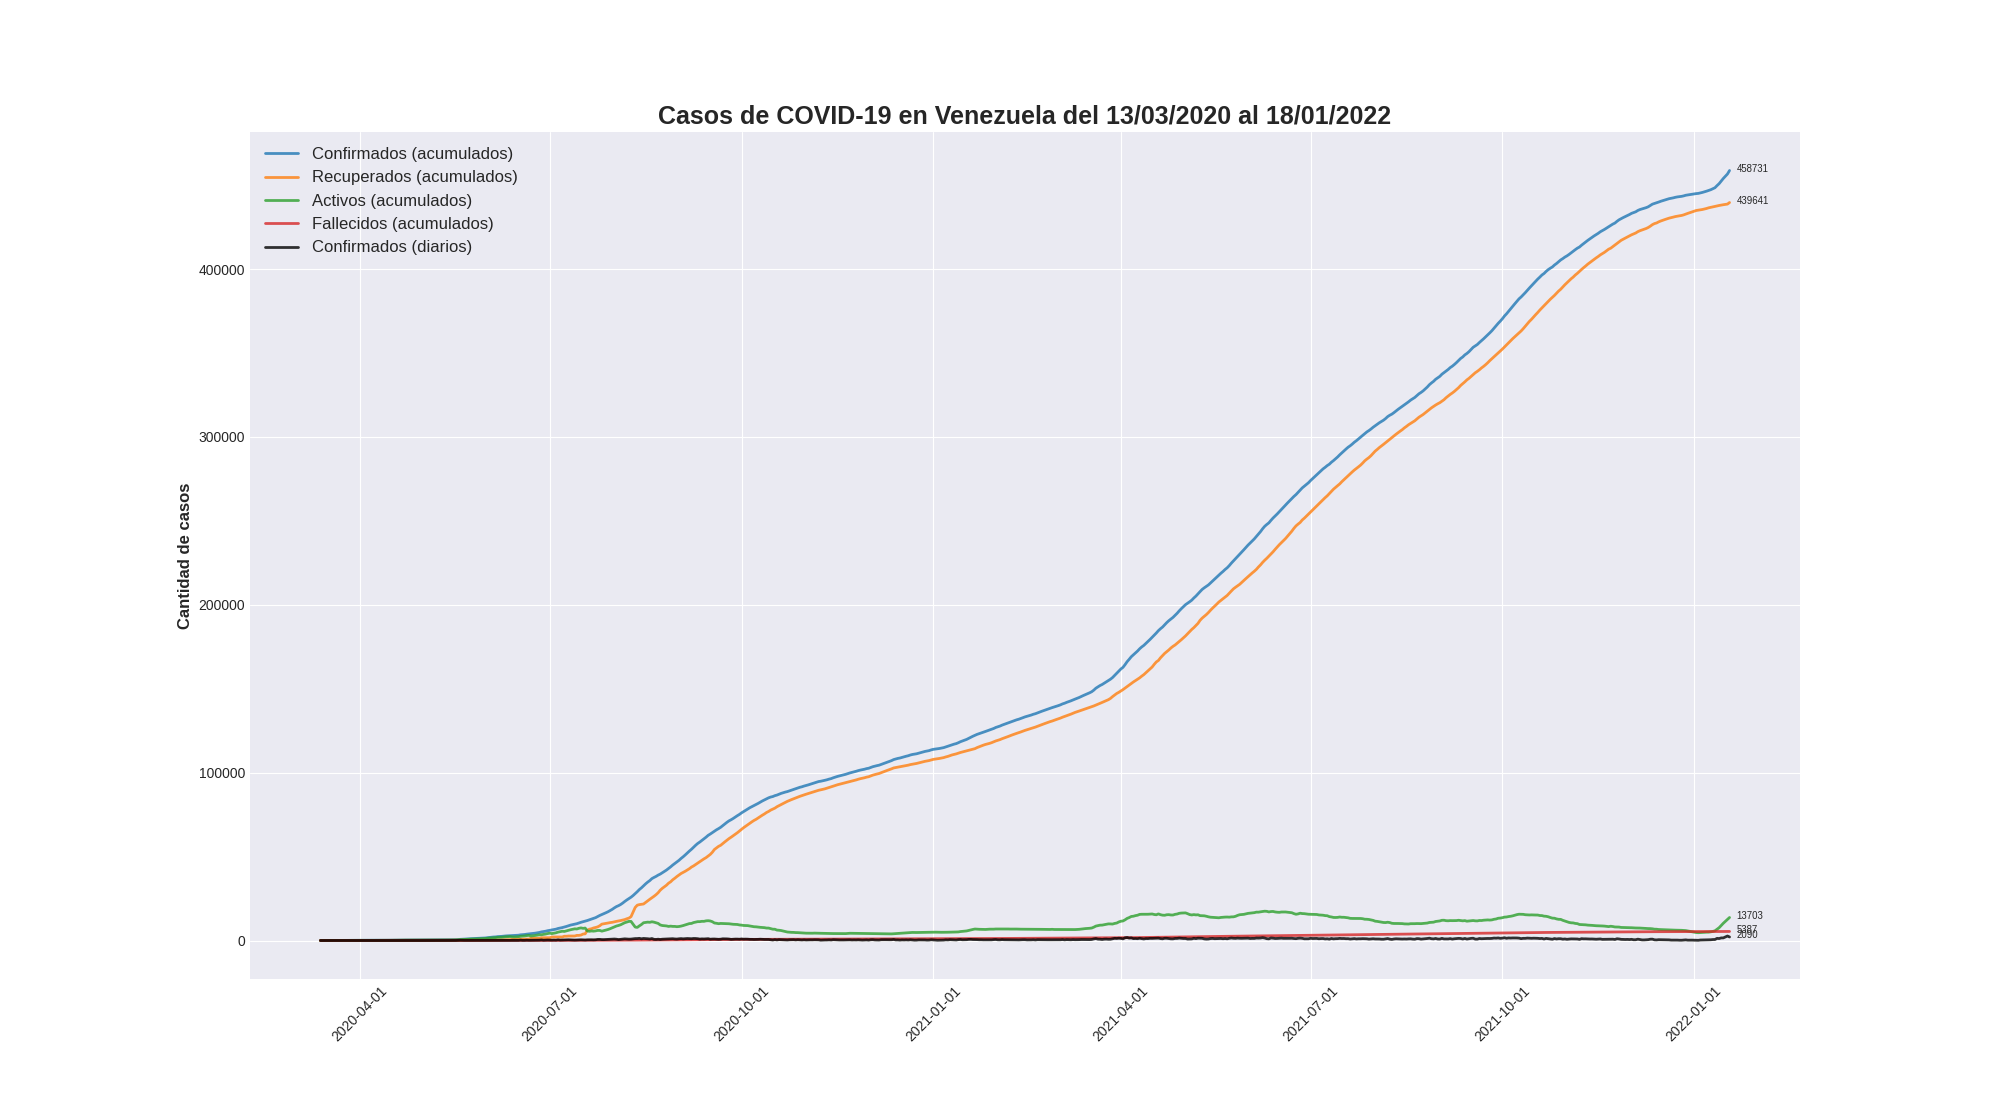 Casos de COVID-19 en Venezuela del 13/03/2020 al 18/01/2022
Confirmados (acumulados)
Recuperados (acumulados)
Activos (acumulados)
Fallecidos (acumulados)
Confirmados (diarios)
458731
439641
13703
5387
2090
Cantidad de casos
400000
300000
200000
100000
0
2020-04-01
2020-07-01
2020-10-01
2021-01-01
2021-04-01
2021-07-01
2021-10-01
2022-01-01